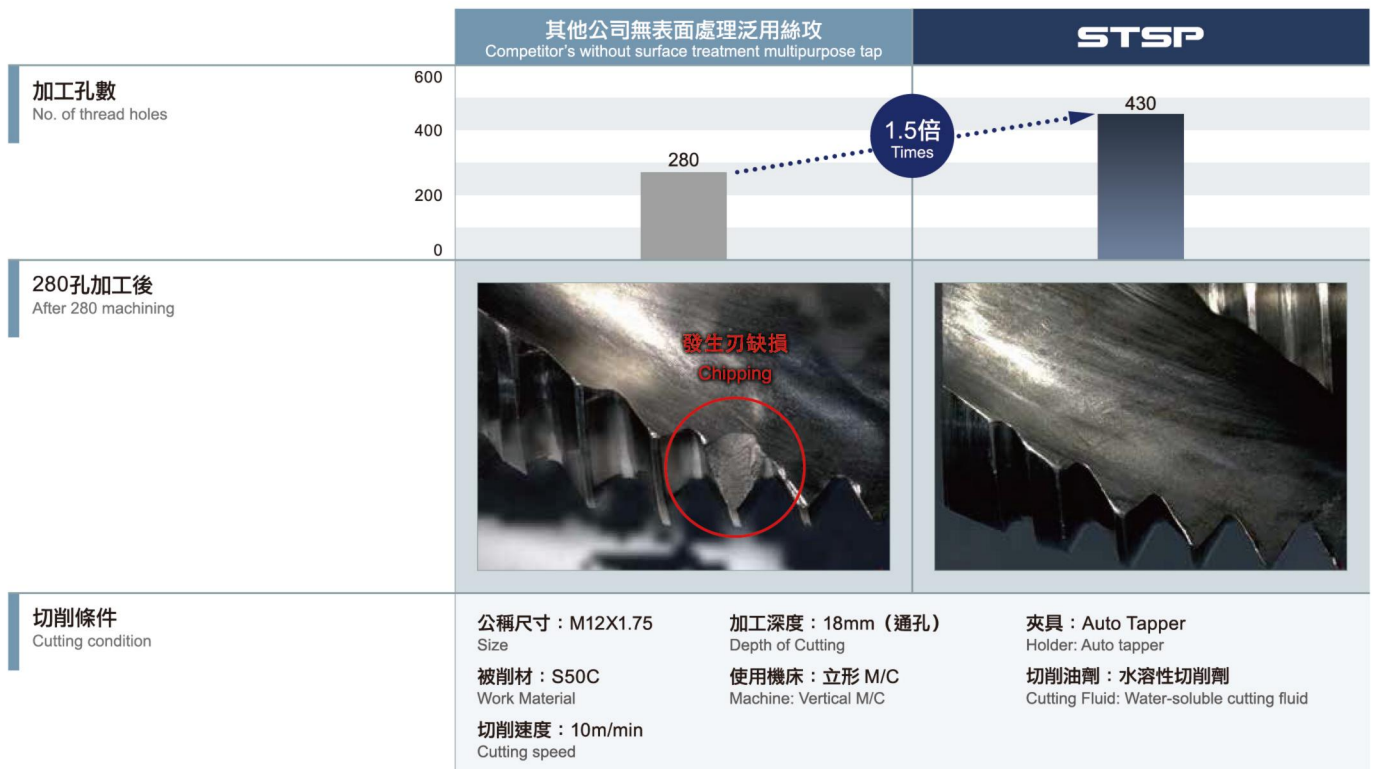 其他公司無表面處理泛用絲攻
Competitor's without surface treatment multipurpose tap
STSP
加工孔數
No. of thread holes
600
400
200
0
280
1.5倍
Times
430
280孔加工後
After 280 machining
發生刃缺損
Chipping
切削條件
Cutting condition
公稱尺寸：M12X1.75
Size
加工深度：18mm（通孔）
Depth of Cutting
夾具：Auto Tapper
Holder: Auto tapper
被削材：S50C
Work Material
使用機床：立形 M/C
Machine: Vertical M/C
切削油劑：水溶性切削劑
Cutting Fluid: Water-soluble cutting fluid
切削速度：10m/min
Cutting speed